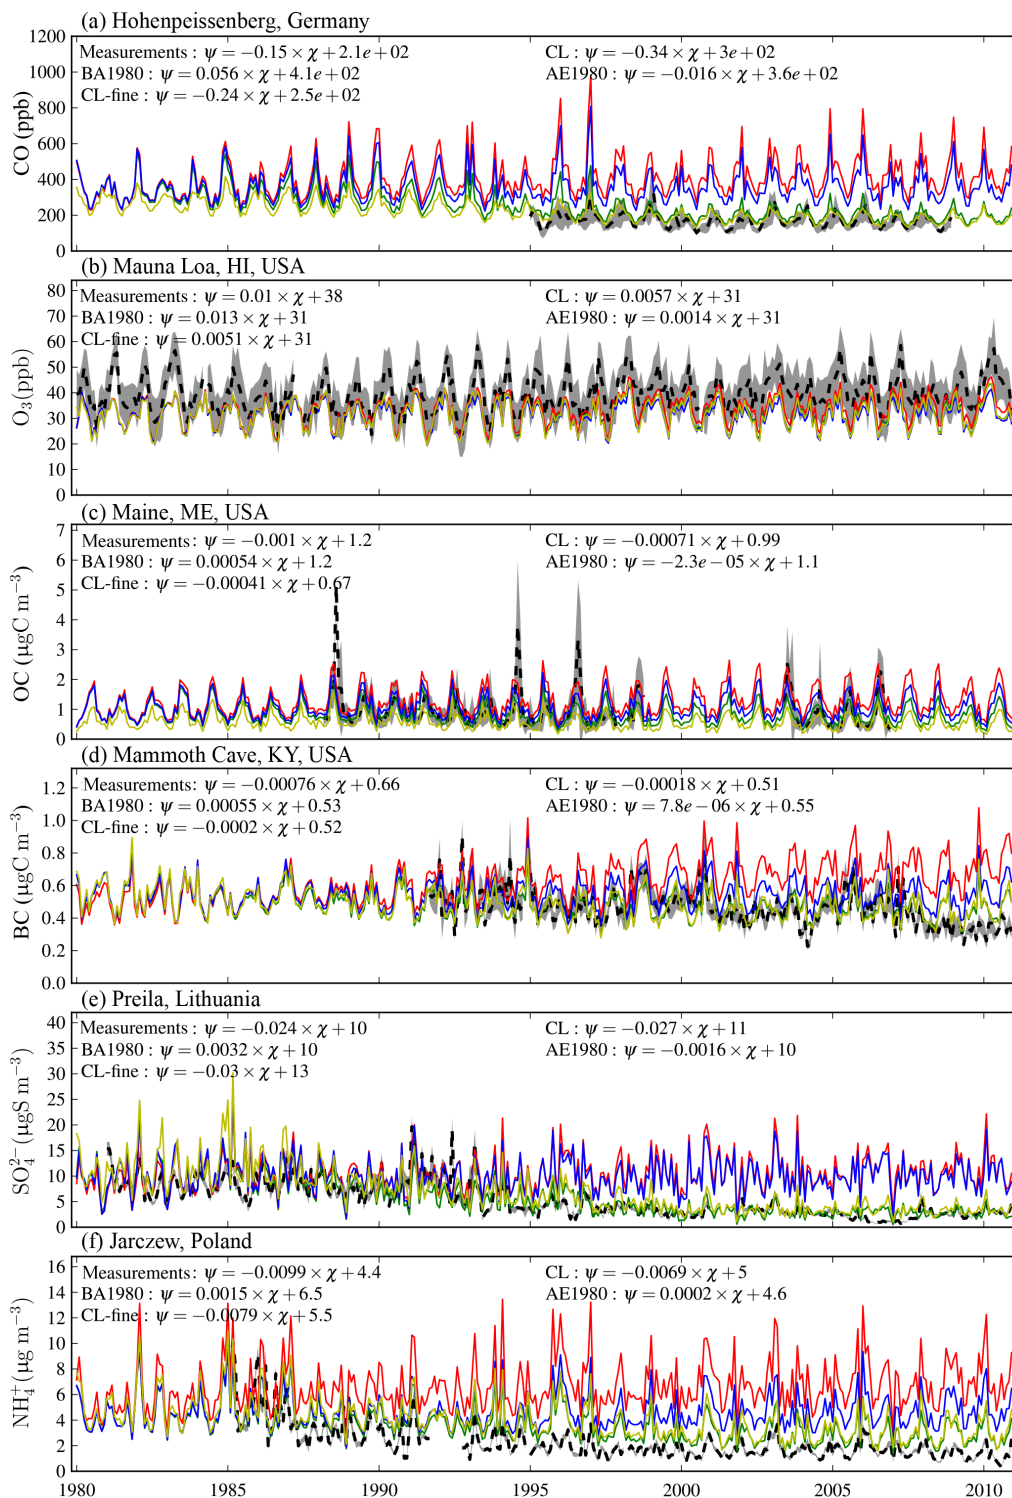 (a) Hohenpeissenberg, Germany
Measurements : ψ = −0.15 × χ + 2.1e + 02
CL : ψ = −0.34 × χ + 3e + 02
BA1980 : ψ = 0.056 × χ + 4.1e + 02
AE1980 : ψ = −0.016 × χ + 3.6e + 02
CL-fine : ψ = −0.24 × χ + 2.5e + 02
CO (ppb)
1200
1000
800
600
400
200
0
(b) Mauna Loa, HI, USA
Measurements : ψ = 0.01 × χ + 38
CL : ψ = 0.0057 × χ + 31
BA1980 : ψ = 0.013 × χ + 31
AE1980 : ψ = 0.0014 × χ + 31
CL-fine : ψ = 0.0051 × χ + 31
O₃ (ppb)
80
70
60
50
40
30
20
10
0
(c) Maine, ME, USA
Measurements : ψ = −0.001 × χ + 1.2
CL : ψ = −0.00071 × χ + 0.99
BA1980 : ψ = 0.00054 × χ + 1.2
AE1980 : ψ = −2.3e − 05 × χ + 1.1
CL-fine : ψ = −0.00041 × χ + 0.67
OC (μgC m⁻³)
7
6
5
4
3
2
1
0
(d) Mammoth Cave, KY, USA
Measurements : ψ = −0.00076 × χ + 0.66
CL : ψ = −0.00018 × χ + 0.51
BA1980 : ψ = 0.00055 × χ + 0.53
AE1980 : ψ = 7.8e − 06 × χ + 0.55
CL-fine : ψ = −0.0002 × χ + 0.52
BC (μgC m⁻³)
1.2
1.0
0.8
0.6
0.4
0.2
0.0
(e) Preila, Lithuania
Measurements : ψ = −0.024 × χ + 10
CL : ψ = −0.027 × χ + 11
BA1980 : ψ = 0.0032 × χ + 10
AE1980 : ψ = −0.0016 × χ + 10
CL-fine : ψ = −0.03 × χ + 13
SO₄²⁻ (μgS m⁻³)
40
35
30
25
20
15
10
5
0
(f) Jarczew, Poland
Measurements : ψ = −0.0099 × χ + 4.4
CL : ψ = −0.0069 × χ + 5
BA1980 : ψ = 0.0015 × χ + 6.5
AE1980 : ψ = 0.0002 × χ + 4.6
CL-fine : ψ = −0.0079 × χ + 5.5
NH₄⁺ (μg m⁻³)
16
14
12
10
8
6
4
2
0
1980 1985 1990 1995 2000 2005 2010